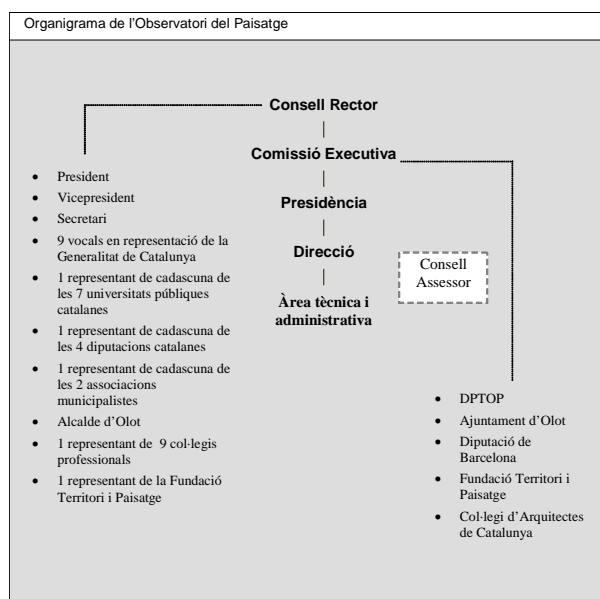 Organigrama de l'Observatori del Paisatge
Consell Rector
Comissió Executiva
Presidència
Direcció
Àrea tècnica i
administrativa
Consell
Assessor
• President
• Vicepresident
• Secretari
• 9 vocals en representació de la
Generalitat de Catalunya
• 1 representant de cadascuna de
les 7 universitats públiques
catalanes
• 1 representant de cadascuna de
les 4 diputacions catalanes
• 1 representant de cadascuna de
les 2 associacions
municipalistes
• Alcalde d'Olot
• 1 representant de 9 col·legis
professionals
• 1 representant de la Fundació
Territori i Paisatge
• DPTOP
• Ajuntament d'Olot
• Diputació de
Barcelona
• Fundació Territori i
Paisatge
• Col·legi d'Arquitectes
de Catalunya